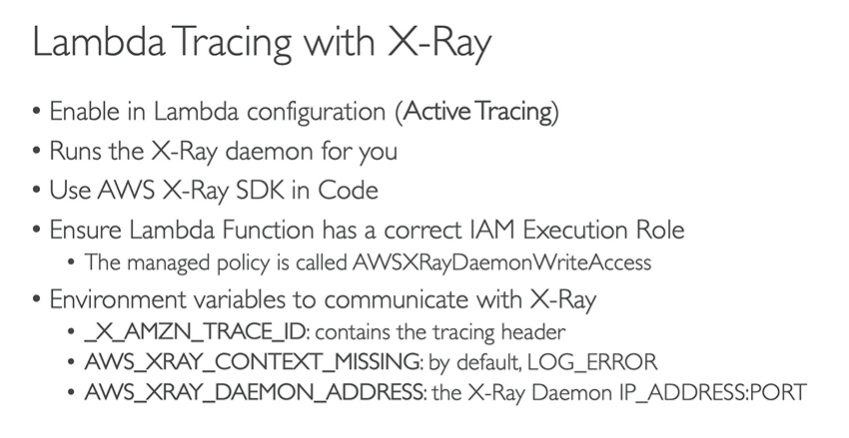 Lambda Tracing with X-Ray
• Enable in Lambda configuration (Active Tracing)
• Runs the X-Ray daemon for you
• Use AWS X-Ray SDK in Code
• Ensure Lambda Function has a correct IAM Execution Role
• The managed policy is called AWSXRayDaemonWriteAccess
• Environment variables to communicate with X-Ray
• _X_AMZN_TRACE_ID: contains the tracing header
• AWS_XRAY_CONTEXT_MISSING: by default, LOG_ERROR
• AWS_XRAY_DAEMON_ADDRESS: the X-Ray Daemon IP_ADDRESS:PORT